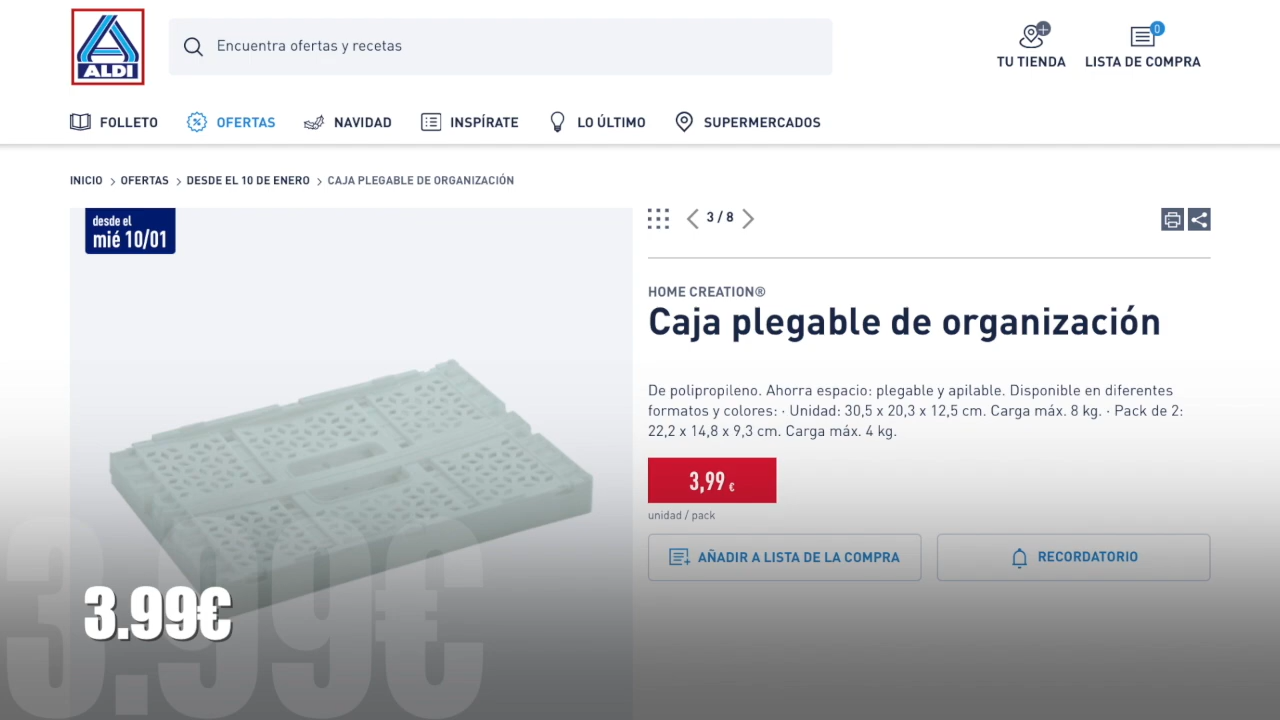 ALDI
Encuentra ofertas y recetas
0
TU TIENDA
LISTA DE COMPRA
FOLLETO
OFERTAS
NAVIDAD
INSPÍRATE
LO ÚLTIMO
SUPERMERCADOS
INICIO > OFERTAS > DESDE EL 10 DE ENERO > CAJA PLEGABLE DE ORGANIZACIÓN
desde el
mié 10/01
3 / 8
HOME CREATION®
Caja plegable de organización
De polipropileno. Ahorra espacio: plegable y apilable. Disponible en diferentes
formatos y colores: · Unidad: 30,5 x 20,3 x 12,5 cm. Carga máx. 8 kg. · Pack de 2:
22,2 x 14,8 x 9,3 cm. Carga máx. 4 kg.
3,99 €
unidad / pack
AÑADIR A LISTA DE LA COMPRA
RECORDATORIO
3.99€
3.99€